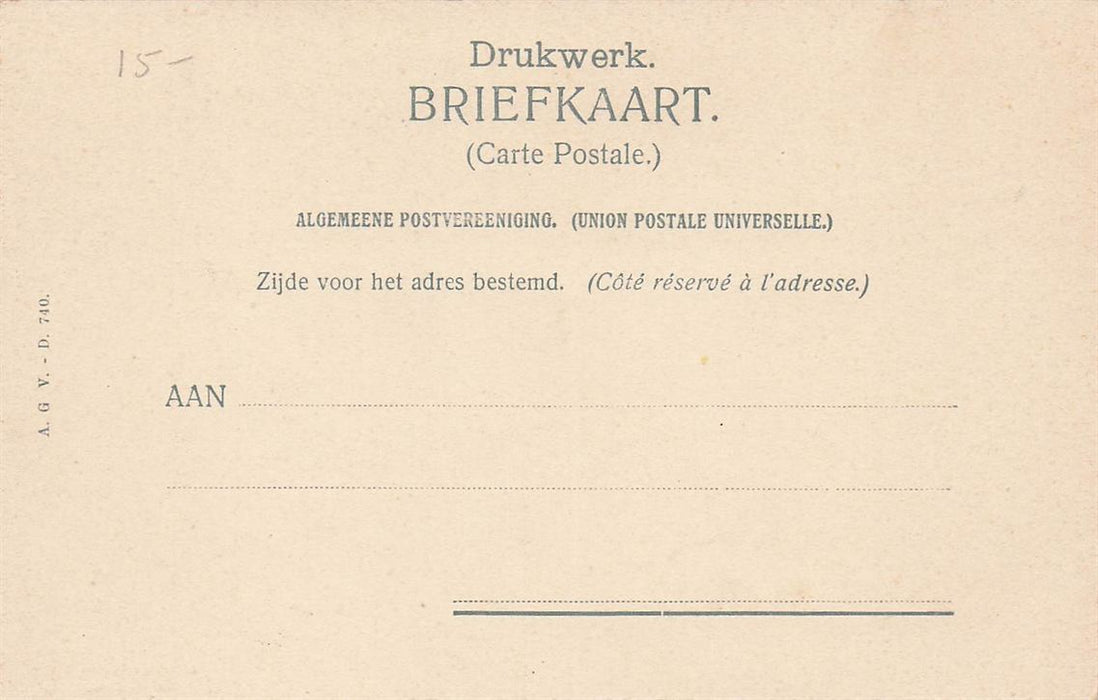 15-
Drukwerk.
BRIEFKAART.
(Carte Postale.)
ALGEMEENE POSTVEREENIGING. (UNION POSTALE UNIVERSELLE.)
Zijde voor het adres bestemd. (Côté réservé à l'adresse.)
A. G V. - D. 740.
AAN